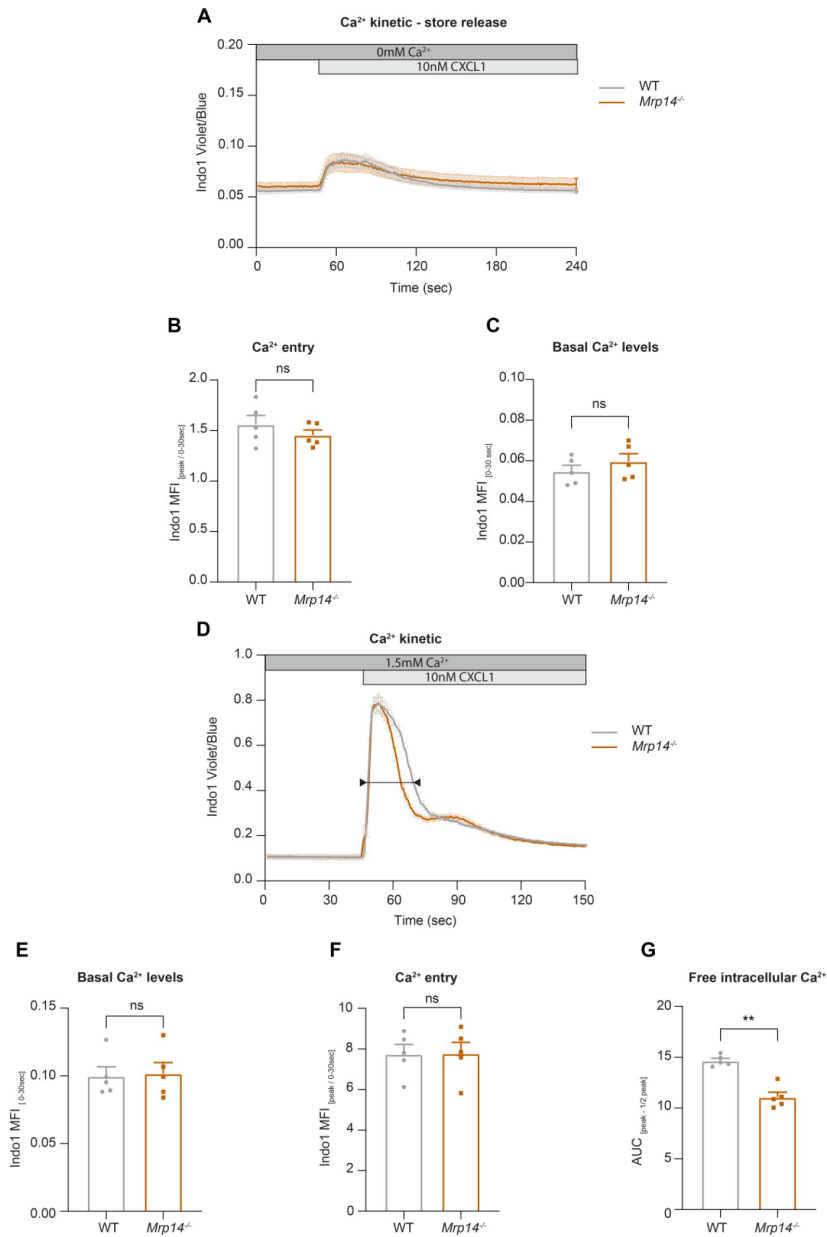 A
Ca²⁺ kinetic - store release
0.20
0.15
0.10
0.05
0.00
Indo1 Violet/Blue
0mM Ca²⁺
10nM CXCL1
WT
Mrp14⁻/⁻
0 60 120 180 240
Time (sec)
B
Ca²⁺ entry
ns
2.0
1.5
1.0
0.5
0.0
Indo1 MFI [peak / 0-30sec]
WT Mrp14⁻/⁻
C
Basal Ca²⁺ levels
ns
0.10
0.08
0.06
0.04
0.02
0.00
Indo1 MFI [0-30 sec]
WT Mrp14⁻/⁻
D
Ca²⁺ kinetic
1.0
0.8
0.6
0.4
0.2
0.0
Indo1 Violet/Blue
1.5mM Ca²⁺
10nM CXCL1
WT
Mrp14⁻/⁻
0 30 60 90 120 150
Time (sec)
E
Basal Ca²⁺ levels
ns
0.15
0.10
0.05
0.00
Indo1 MFI [ 0-30sec]
WT Mrp14⁻/⁻
F
Ca²⁺ entry
ns
10
8
6
4
2
0
Indo1 MFI [peak / 0-30sec]
WT Mrp14⁻/⁻
G
Free intracellular Ca²⁺
**
20
15
10
5
0
AUC [peak - 1/2 peak]
WT Mrp14⁻/⁻